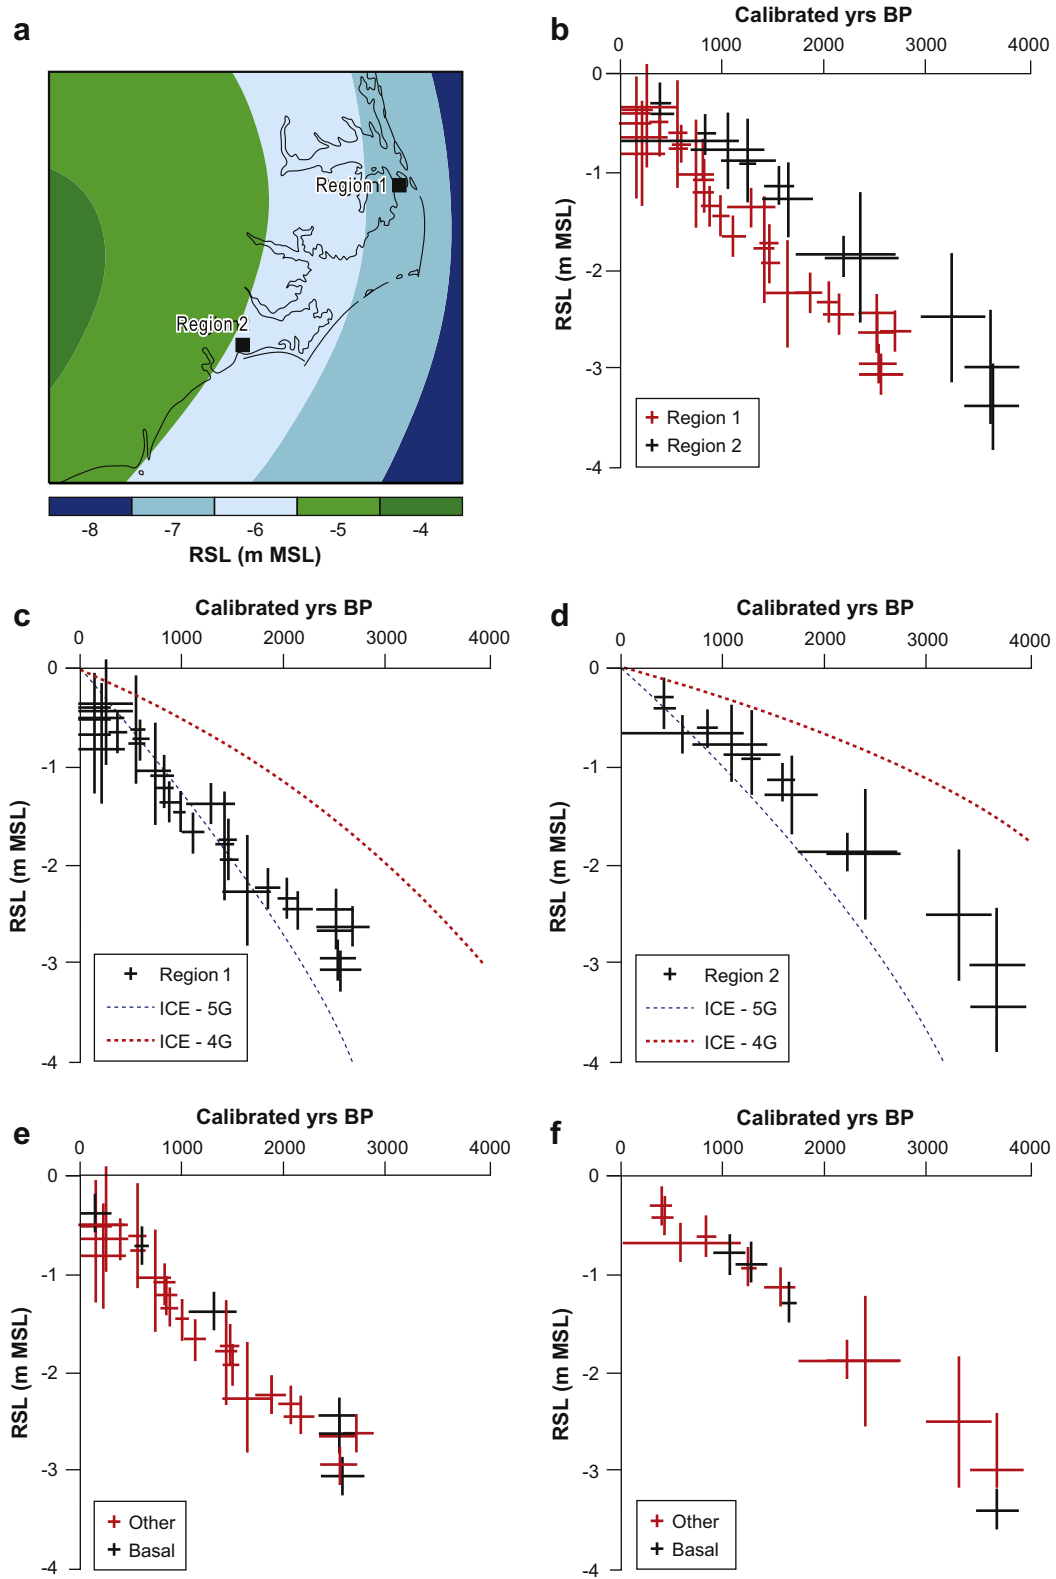 a
Region 1
Region 2
-8 -7 -6 -5 -4
RSL (m MSL)
b
Calibrated yrs BP
0 1000 2000 3000 4000
0
-1
-2
-3
-4
RSL (m MSL)
Region 1
Region 2
c
Calibrated yrs BP
0 1000 2000 3000 4000
0
-1
-2
-3
-4
RSL (m MSL)
Region 1
ICE - 5G
ICE - 4G
d
Calibrated yrs BP
0 1000 2000 3000 4000
0
-1
-2
-3
-4
RSL (m MSL)
Region 2
ICE - 5G
ICE - 4G
e
Calibrated yrs BP
0 1000 2000 3000 4000
0
-1
-2
-3
-4
RSL (m MSL)
Other
Basal
f
Calibrated yrs BP
0 1000 2000 3000 4000
0
-1
-2
-3
-4
RSL (m MSL)
Other
Basal